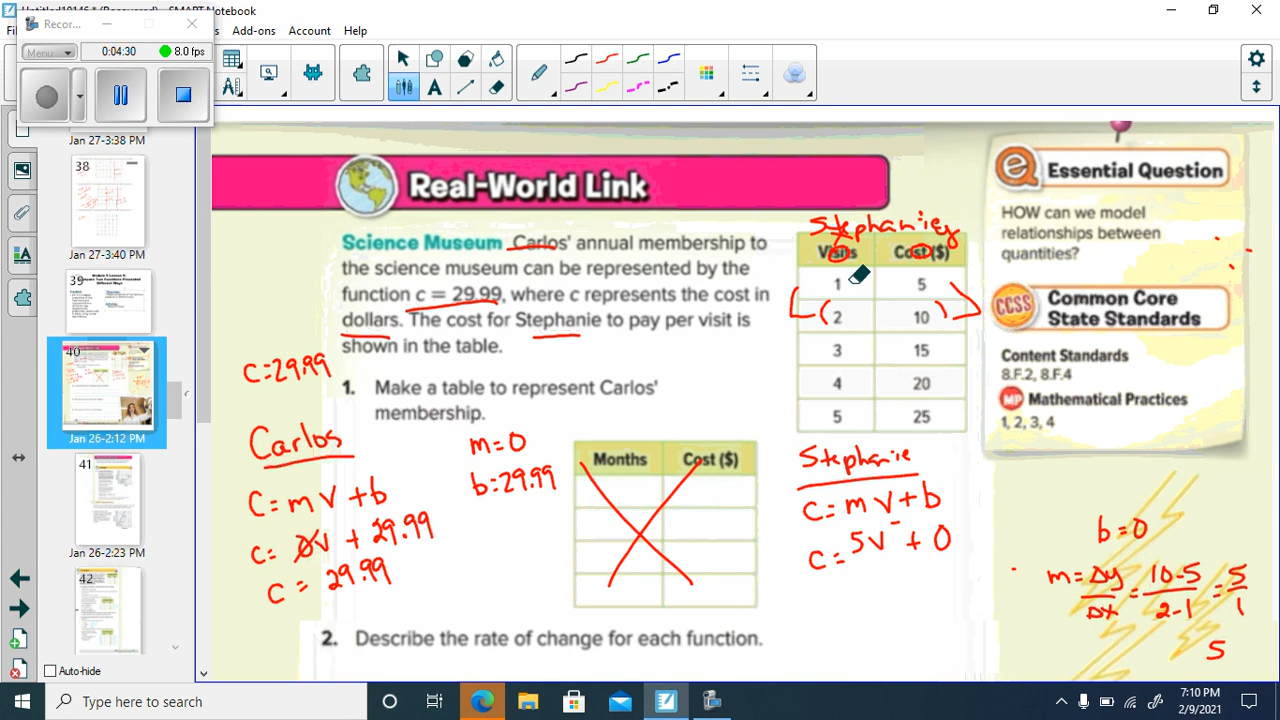 Untitled19146 * (Recovered) - SMART Notebook
Recor...
Menu
0:04:30
8.0 fps
Add-ons
Account
Help
Jan 27-3:38 PM
38
Jan 27-3:40 PM
39
40
Jan 26-2:12 PM
41
Jan 26-2:23 PM
42
Auto-hide
Real-World Link
Science Museum Carlos' annual membership to
the science museum can be represented by the
function c = 29.99, where c represents the cost in
dollars. The cost for Stephanie to pay per visit is
shown in the table.
c=29.99
1. Make a table to represent Carlos'
membership.
Carlos
C=mV+b
c= 0V + 29.99
c = 29.99
m=0
b=29.99
Months Cost ($)
2. Describe the rate of change for each function.
Stephanies
Visits Cost ($)
1 5
2 10
3 15
4 20
5 25
Stephanie
C=mV+b
C=5V+0
e Essential Question
HOW can we model
relationships between
quantities?
CCSS Common Core
State Standards
Content Standards
8.F.2, 8.F.4
MP Mathematical Practices
1, 2, 3, 4
b=0
m=Δy/Δx=10-5/2-1=5/1
5
Type here to search
7:10 PM
2/9/2021